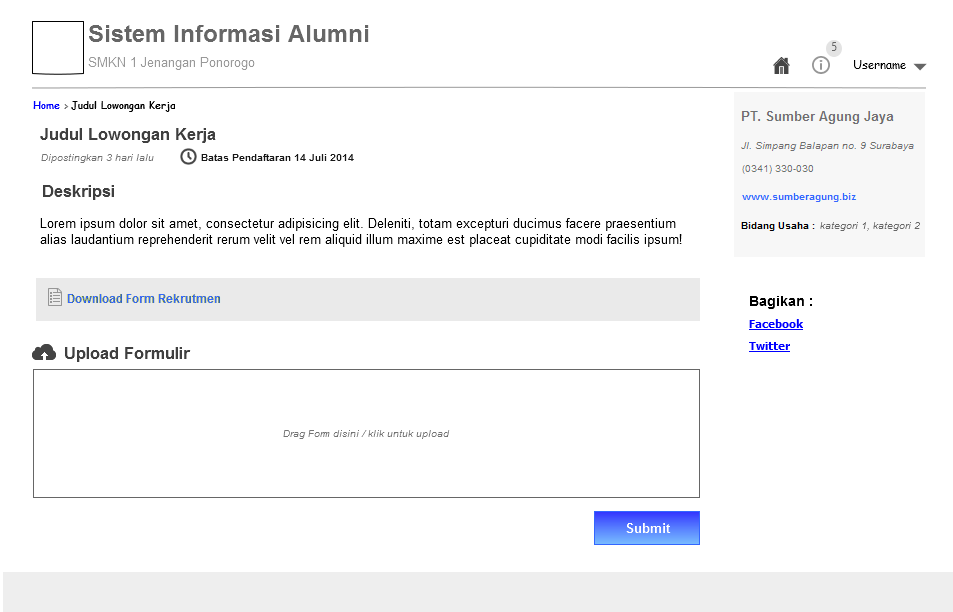 Sistem Informasi Alumni
SMKN 1 Jenangan Ponorogo
5
Username
Home > Judul Lowongan Kerja
Judul Lowongan Kerja
Dipostingkan 3 hari lalu Batas Pendaftaran 14 Juli 2014
Deskripsi
Lorem ipsum dolor sit amet, consectetur adipisicing elit. Deleniti, totam excepturi ducimus facere praesentium
alias laudantium reprehenderit rerum velit vel rem aliquid illum maxime est placeat cupiditate modi facilis ipsum!
Download Form Rekrutmen
Upload Formulir
Drag Form disini / klik untuk upload
Submit
PT. Sumber Agung Jaya
Jl. Simpang Balapan no. 9 Surabaya
(0341) 330-030
www.sumberagung.biz
Bidang Usaha : kategori 1, kategori 2
Bagikan :
Facebook
Twitter